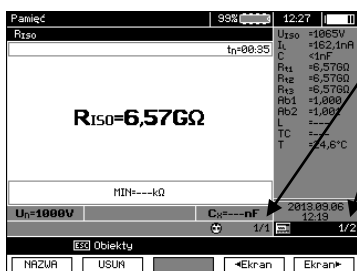 Pamięć 99% 12:27
RISO
tn=00:35
RISO=6,57GΩ
MIN=---kΩ
Un=1000V Cx=---nF
UISO =1065V
IL =162,1nA
C <1nF
Rt1 =6,57GΩ
Rt2 =6,57GΩ
Rt3 =6,57GΩ
Ab1 =1,000
Ab2 =1,001
L =---
TC =---
T =24,6°C
2013.09.06
12:19
1/1 1/2
ESC Obiekty
NAZWA USUŃ ◄Ekran Ekran►